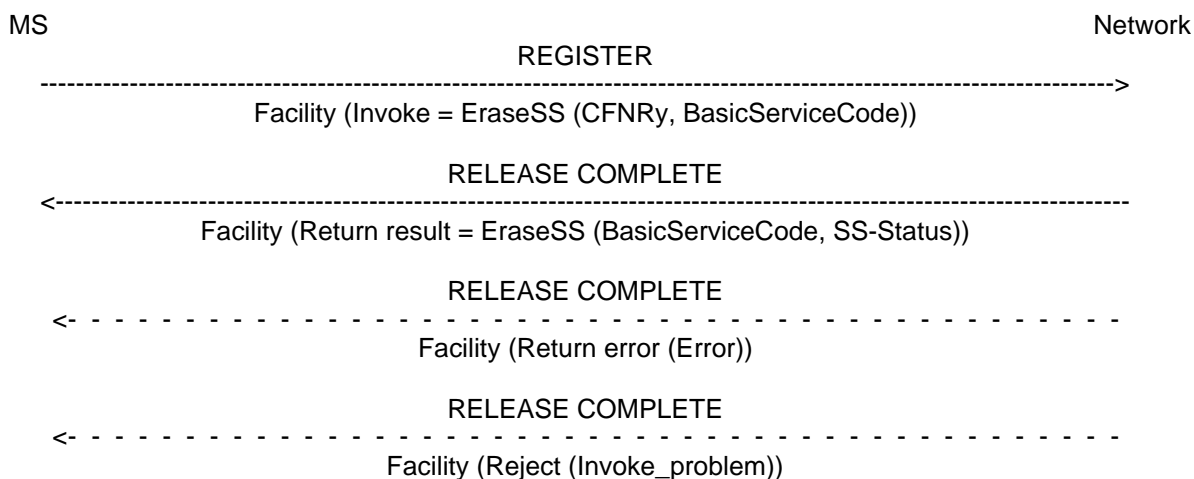 MS Network
REGISTER
Facility (Invoke = EraseSS (CFNRy, BasicServiceCode))
RELEASE COMPLETE
Facility (Return result = EraseSS (BasicServiceCode, SS-Status))
RELEASE COMPLETE
Facility (Return error (Error))
RELEASE COMPLETE
Facility (Reject (Invoke_problem))